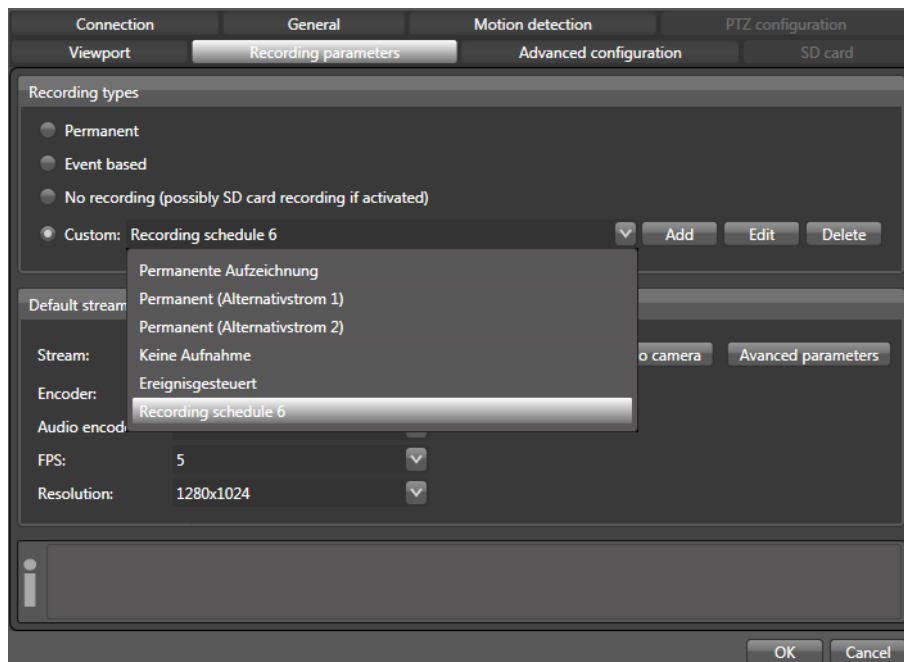 Connection General Motion detection PTZ configuration
Viewport Recording parameters Advanced configuration SD card
Recording types
Permanent
Event based
No recording (possibly SD card recording if activated)
Custom: Recording schedule 6 Add Edit Delete
Permanente Aufzeichnung
Permanent (Alternativstrom 1)
Permanent (Alternativstrom 2)
Keine Aufnahme
Ereignisgesteuert
Recording schedule 6
Default stream
Stream: o camera Avanced parameters
Encoder:
Audio encod
FPS: 5
Resolution: 1280x1024
OK Cancel